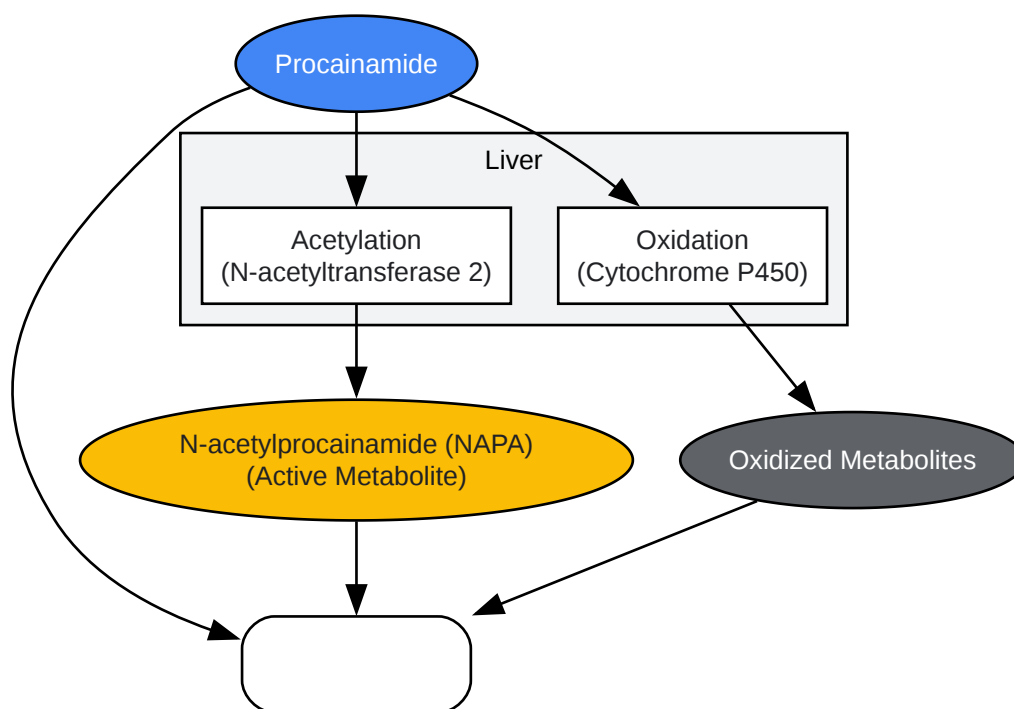 Procainamide
Liver
Acetylation
(N-acetyltransferase 2)
Oxidation
(Cytochrome P450)
N-acetylprocainamide (NAPA)
(Active Metabolite)
Oxidized Metabolites